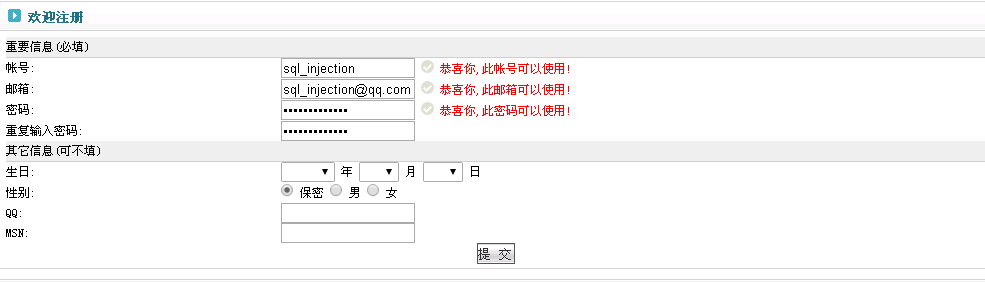 欢迎注册
重要信息(必填)
帐号: sql_injection 恭喜你,此帐号可以使用!
邮箱: sql_injection@qq.com 恭喜你,此邮箱可以使用!
密码: ••••••••••••• 恭喜你,此密码可以使用!
重复输入密码: •••••••••••••
其它信息(可不填)
生日: 年 月 日
性别: 保密 男 女
QQ:
MSN:
提 交